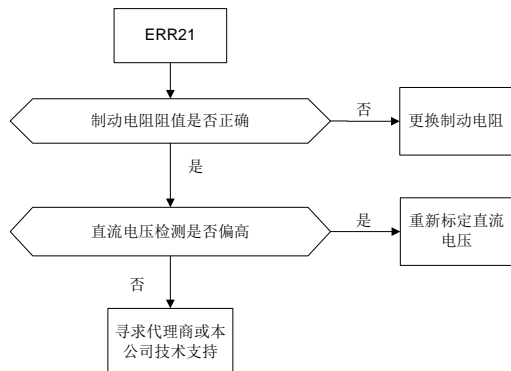 ERR21
制动电阻阻值是否正确
否
更换制动电阻
是
直流电压检测是否偏高
是
重新标定直流
电压
否
寻求代理商或本
公司技术支持